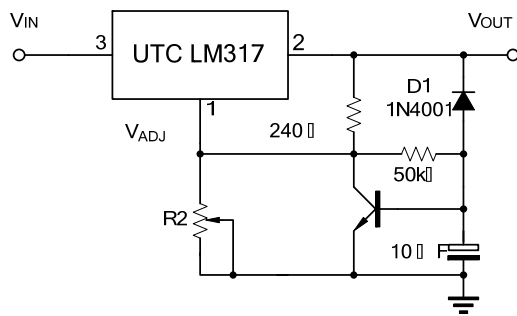 VIN
VOUT
3
UTC LM317
2
1
D1
1N4001
VADJ
240 ▯
50k▯
R2
10 ▯ F